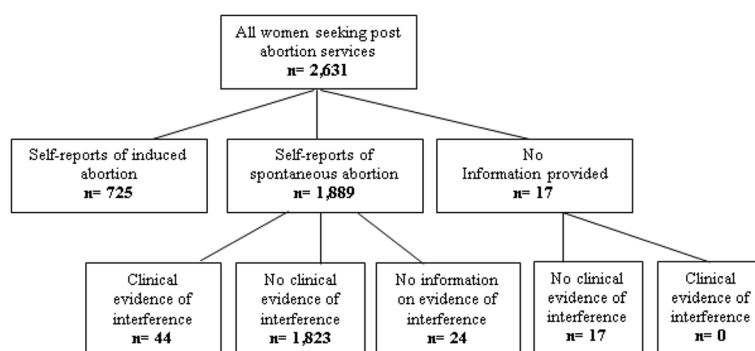 All women seeking post
abortion services
n= 2,631
Self-reports of induced
abortion
n= 725
Self-reports of
spontaneous abortion
n= 1,889
No
Information provided
n= 17
Clinical
evidence of
interference
n= 44
No clinical
evidence of
interference
n= 1,823
No information
on evidence of
interference
n= 24
No clinical
evidence of
interference
n= 17
Clinical
evidence of
interference
n= 0